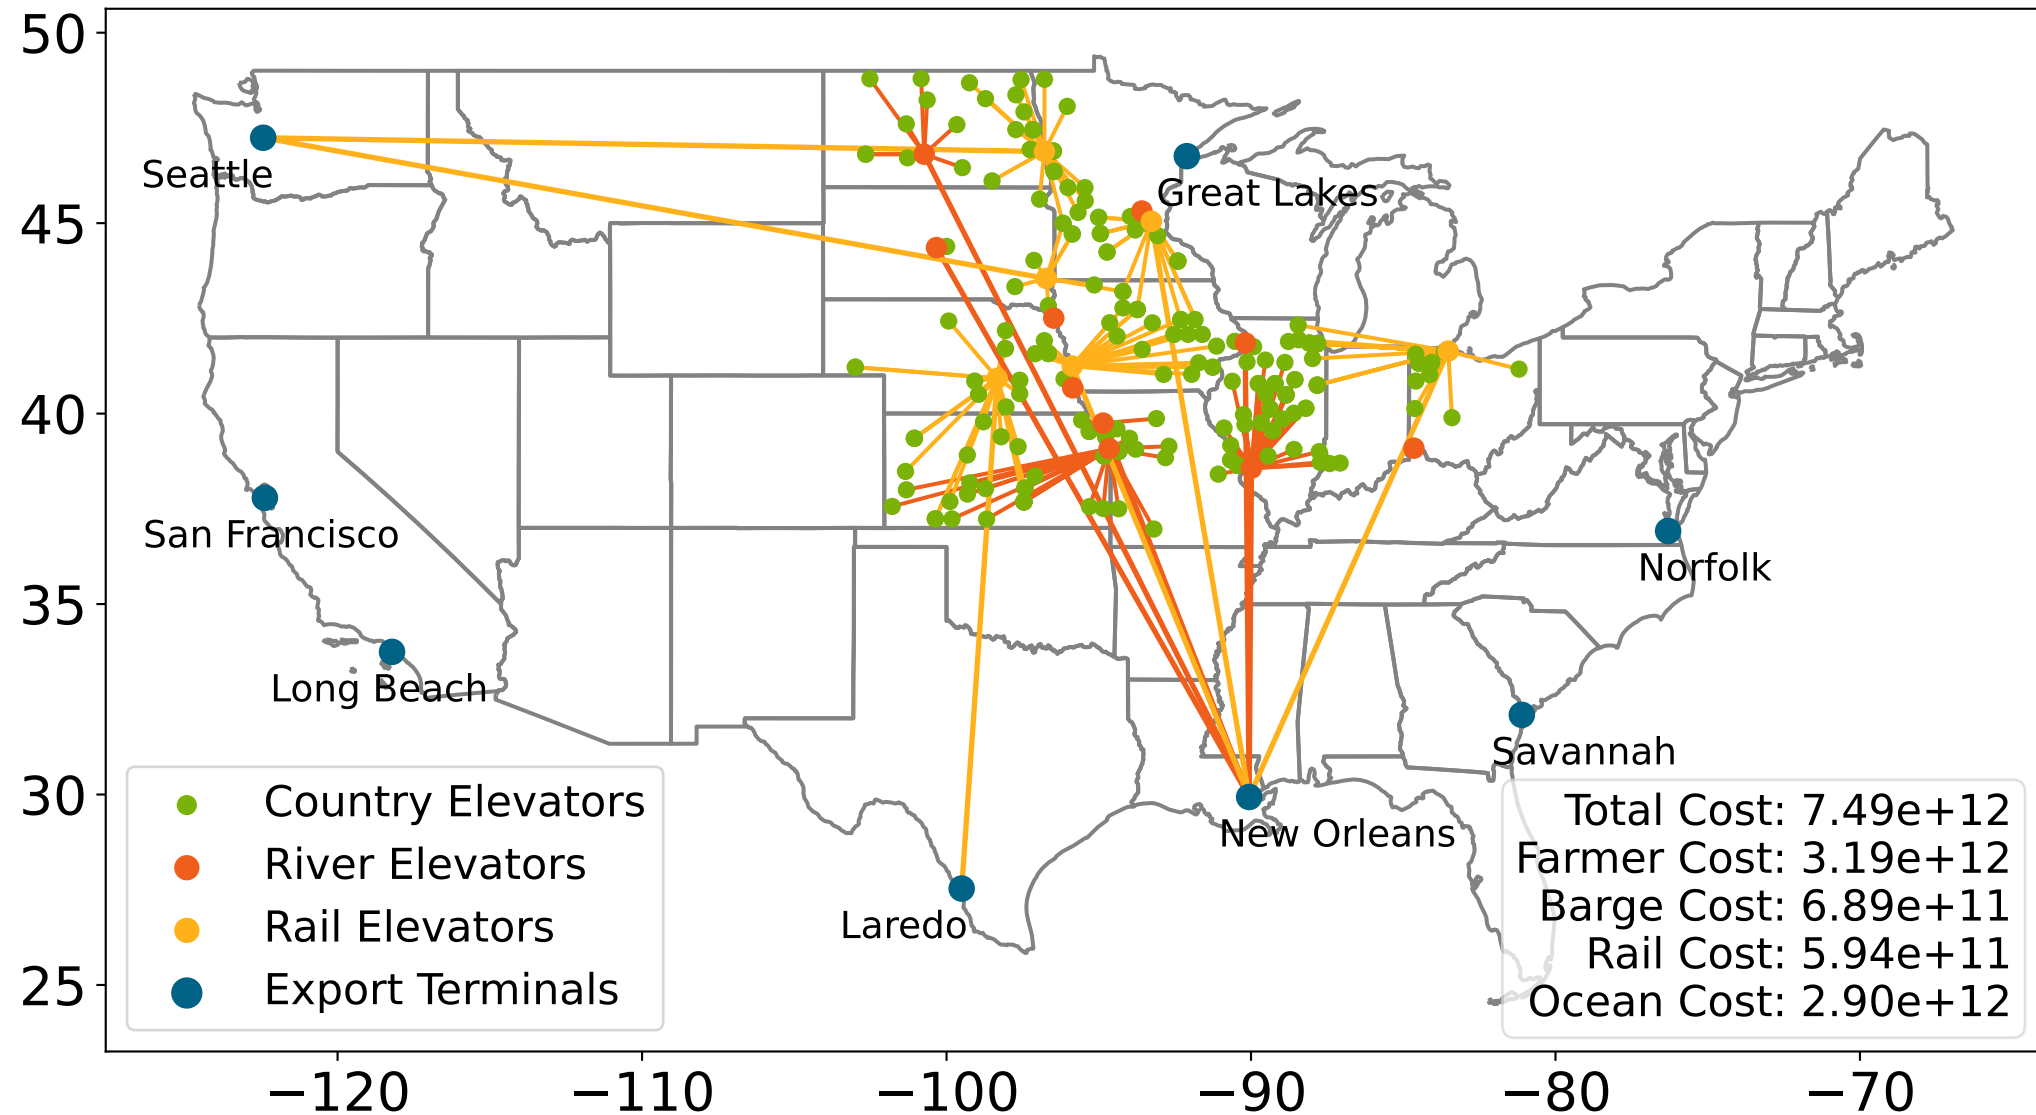 50
45
40
35
30
25
Seattle
Great Lakes
San Francisco
Norfolk
Long Beach
Savannah
New Orleans
Laredo
Country Elevators
River Elevators
Rail Elevators
Export Terminals
Total Cost: 7.49e+12
Farmer Cost: 3.19e+12
Barge Cost: 6.89e+11
Rail Cost: 5.94e+11
Ocean Cost: 2.90e+12
−120
−110
−100
−90
−80
−70